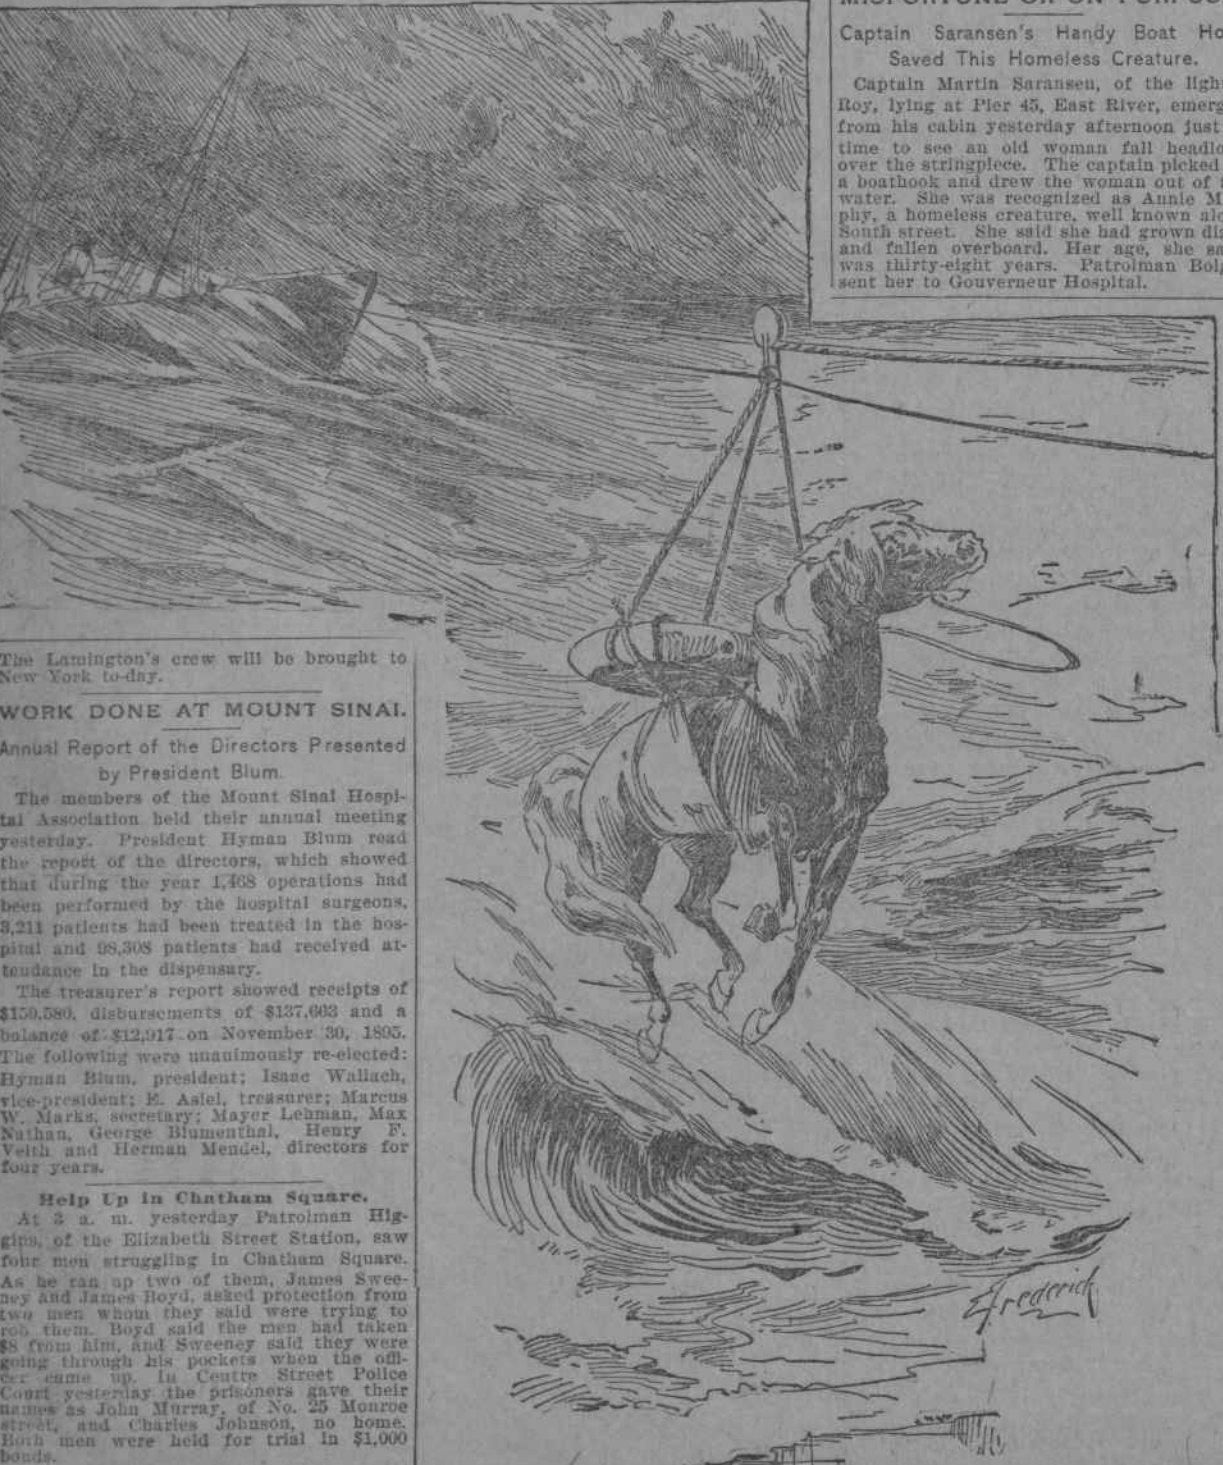 Captain Saransen's Handy Boat Ho
Saved This Homeless Creature.
Captain Martin Saransen, of the
Roy, lying at Pier 45, East River, emerg
from his cabin yesterday afternoon just
time to see an old woman fall headlo
over the stringpiece. The captain picked
a boathook and drew the woman out of
water. She was recognized as Annie M
phy, a homeless creature, well known alo
South street. She said she had grown
and fallen overboard. Her age, she sa
was thirty-eight years. Patrolman
sent her to Gouverneur Hospital.
The Lamington's crew will be brought to
New York to-day.
WORK DONE AT MOUNT SINAI.
Annual Report of the Directors Presented
by President Blum.
The members of the Mount Sinai Hospi-
tal Association held their annual meeting
yesterday. President Hyman Blum read
the report of the directors, which showed
that during the year 1,468 operations had
been performed by the hospital surgeons,
3,211 patients had been treated in the hos-
pital and 98,308 patients had received at-
tendance in the dispensary.
The treasurer's report showed receipts of
$150,580, disbursements of $137,663 and a
balance of $12,917 on November 30, 1895.
The following were unanimously re-elected:
Hyman Blum, president; Isaac Wallach,
vice-president; E. Asiel, treasurer; Marcus
W. Marks, secretary; Mayer Lehman, Max
Nathan, George Blumenthal, Henry F.
Veith and Herman Mendel, directors for
four years.
Help Up in Chatham Square.
At 3 a. m. yesterday Patrolman Hig-
gins, of the Elizabeth Street Station, saw
four men struggling in Chatham Square.
As he ran up two of them, James Swee-
ney and James Boyd, asked protection from
two men whom they said were trying to
rob them. Boyd said the men had taken
$8 from him, and Sweeney said they were
going through his pockets when the offi-
cer came up. In Centre Street Police
Court yesterday the prisoners gave their
names as John Murray, of No. 25 Monroe
street, and Charles Johnson, no home.
Both men were held for trial in $1,000
bonds.
Frederick